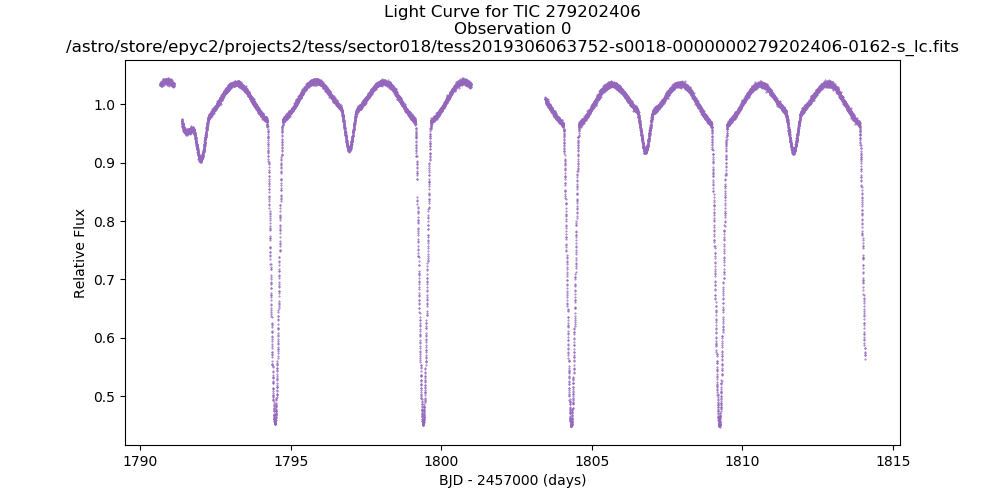 Light Curve for TIC 279202406
Observation 0
/astro/store/epyc2/projects2/tess/sector018/tess2019306063752-s0018-0000000279202406-0162-s_lc.fits
Relative Flux
1.0
0.9
0.8
0.7
0.6
0.5
1790 1795 1800 1805 1810 1815
BJD - 2457000 (days)